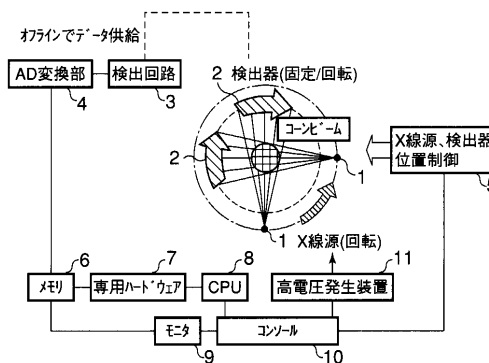 オフラインでデータ供給
AD変換部
4
検出回路
3
2 検出器(固定/回転)
コーンビーム
2
1
1
X線源、検出器
位置制御
X線源(回転)
6
メモリ
7
専用ハードウェア
8
CPU
11
高電圧発生装置
モニタ
9
コンソール
10